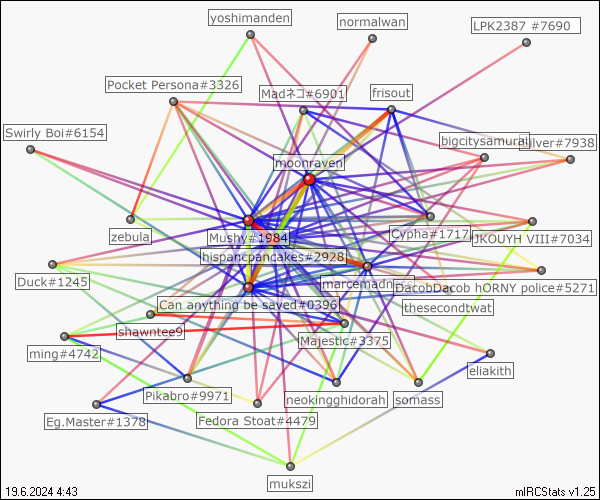 yoshimanden
normalwan
LPK2387 #7690
Pocket Persona#3326
Madネコ#6901
frisout
Swirly Boi#6154
bigcitysamurai
moonraven
zebula
Mushy#1984
Cypha#1717
JKOUYH VIII#7034
hispancpancakes#2928
Duck#1245
DacobDacob hORNY police#5271
Can anything be saved#0396
thesecondtwat
shawntee9
Majestic#3375
ming#4742
eliakith
Pikabro#9971
neokingghidorah
somass
Eg.Master#1378
Fedora Stoat#4479
mukszi
19.6.2024 4:43
mIRCStats v1.25